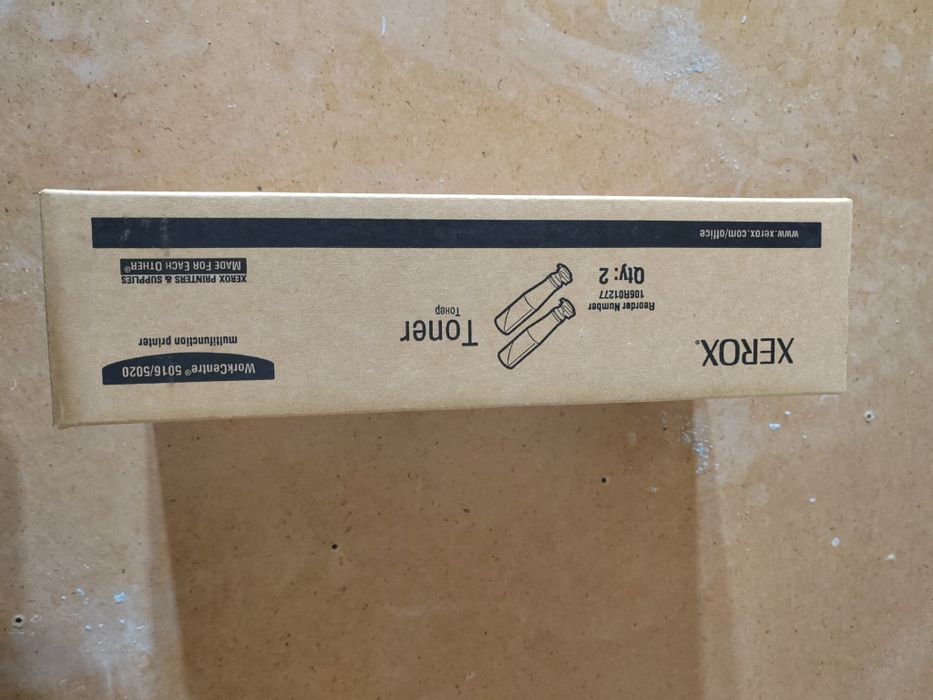 WorkCentre® 5016/5020
multifunction printer
XEROX PRINTERS & SUPPLIES
MADE FOR EACH OTHER®
Toner
Тонер
XEROX®
Reorder Number
106R01277
Qty: 2
www.xerox.com/office